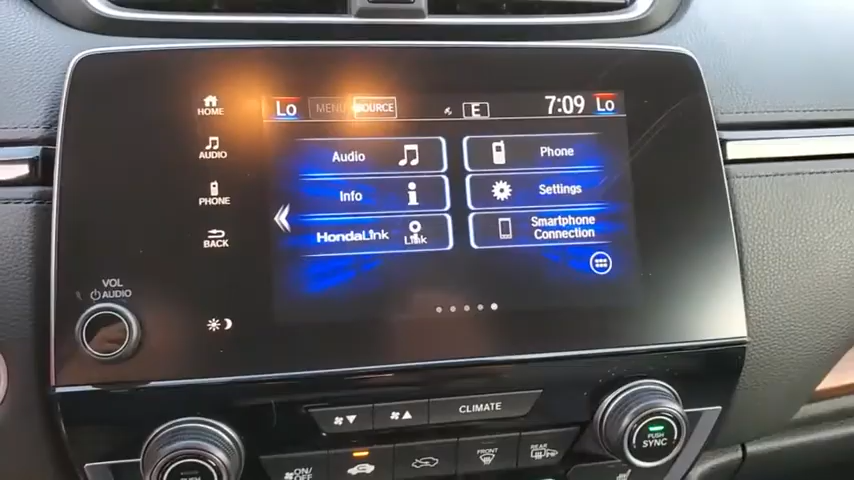 HOME
Lo
MENU
SOURCE
E
7:09
Lo
AUDIO
Audio
Phone
PHONE
Info
Settings
BACK
HondaLink
Link
Smartphone
Connection
VOL
AUDIO
CLIMATE
PUSH
SYNC
ON/
OFF
FRONT
REAR